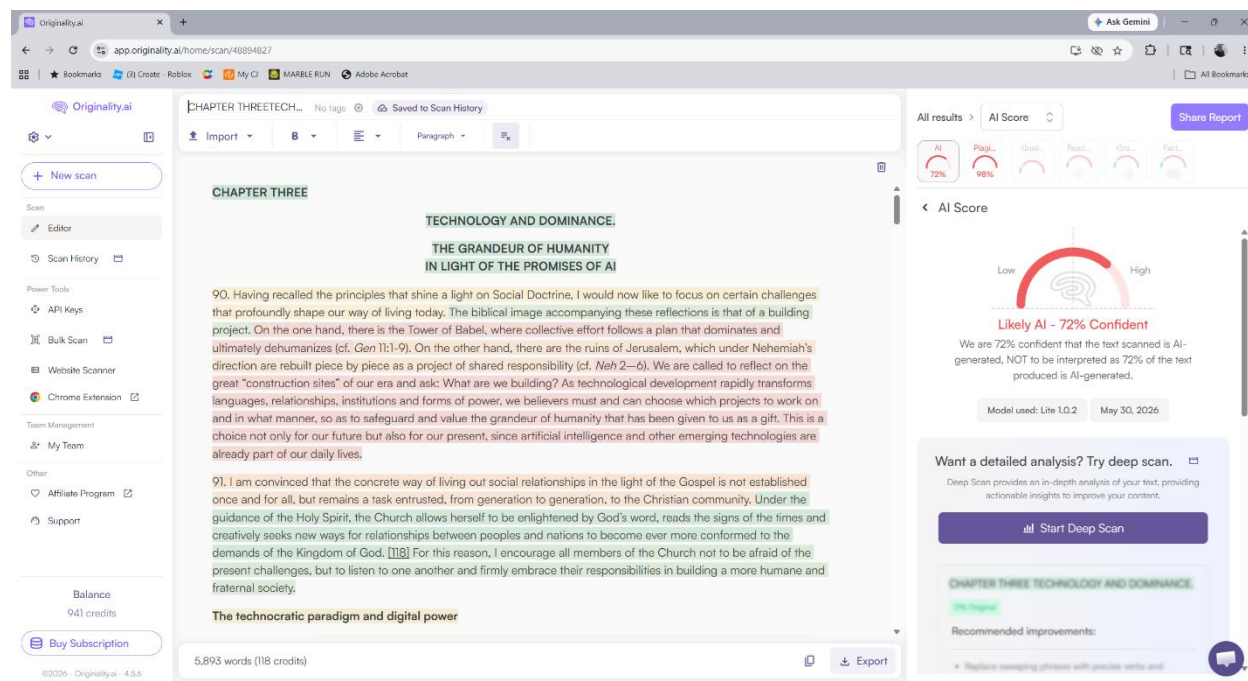 Originality.ai
Ask Gemini
app.originality.ai/home/scan/48894827
Bookmarks
(3) Create - Roblox
My CJ
MARBLE RUN
Adobe Acrobat
All Bookmarks
Originality.ai
+ New scan
Scan
Editor
Scan History
Power Tools
API Keys
Bulk Scan
Website Scanner
Chrome Extension
Team Management
My Team
Other
Affiliate Program
Support
Balance
941 credits
Buy Subscription
©2026 - Originality.ai - 4.5.6
CHAPTER THREETECH...
No tags
Saved to Scan History
Import
B
Paragraph
CHAPTER THREE
TECHNOLOGY AND DOMINANCE.
THE GRANDEUR OF HUMANITY
IN LIGHT OF THE PROMISES OF AI
90. Having recalled the principles that shine a light on Social Doctrine, I would now like to focus on certain challenges
that profoundly shape our way of living today. The biblical image accompanying these reflections is that of a building
project. On the one hand, there is the Tower of Babel, where collective effort follows a plan that dominates and
ultimately dehumanizes (cf. Gen 11:1-9). On the other hand, there are the ruins of Jerusalem, which under Nehemiah's
direction are rebuilt piece by piece as a project of shared responsibility (cf. Neh 2—6). We are called to reflect on the
great “construction sites” of our era and ask: What are we building? As technological development rapidly transforms
languages, relationships, institutions and forms of power, we believers must and can choose which projects to work on
and in what manner, so as to safeguard and value the grandeur of humanity that has been given to us as a gift. This is a
choice not only for our future but also for our present, since artificial intelligence and other emerging technologies are
already part of our daily lives.
91. I am convinced that the concrete way of living out social relationships in the light of the Gospel is not established
once and for all, but remains a task entrusted, from generation to generation, to the Christian community. Under the
guidance of the Holy Spirit, the Church allows herself to be enlightened by God's word, reads the signs of the times and
creatively seeks new ways for relationships between peoples and nations to become ever more conformed to the
demands of the Kingdom of God. [118] For this reason, I encourage all members of the Church not to be afraid of the
present challenges, but to listen to one another and firmly embrace their responsibilities in building a more humane and
fraternal society.
The technocratic paradigm and digital power
5,893 words (118 credits)
Export
All results > AI Score
Share Report
AI
72%
Plagi...
98%
Quali...
Read...
Gra...
Fact...
AI Score
Low
High
Likely AI - 72% Confident
We are 72% confident that the text scanned is AI-
generated, NOT to be interpreted as 72% of the text
produced is AI-generated.
Model used: Lite 1.0.2
May 30, 2026
Want a detailed analysis? Try deep scan.
Deep Scan provides an in-depth analysis of your text, providing
actionable insights to improve your content.
Start Deep Scan
CHAPTER THREE TECHNOLOGY AND DOMINANCE.
0% Original
Recommended improvements:
Replace sweeping phrases with precise verbs and